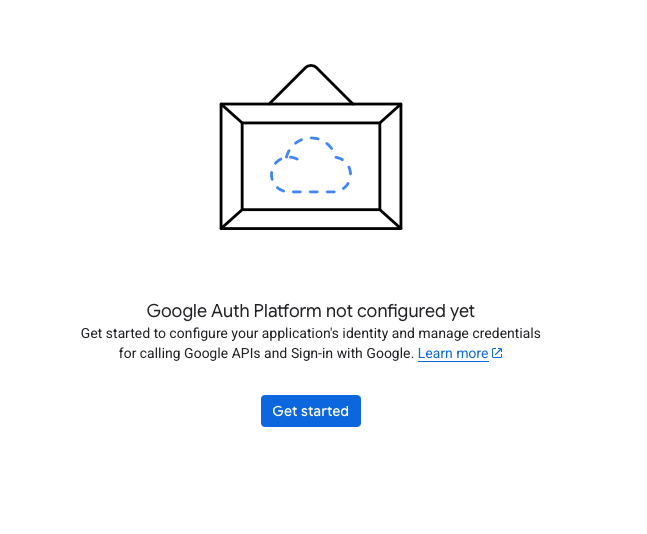 Google Auth Platform not configured yet
Get started to configure your application's identity and manage credentials
for calling Google APIs and Sign-in with Google. Learn more
Get started